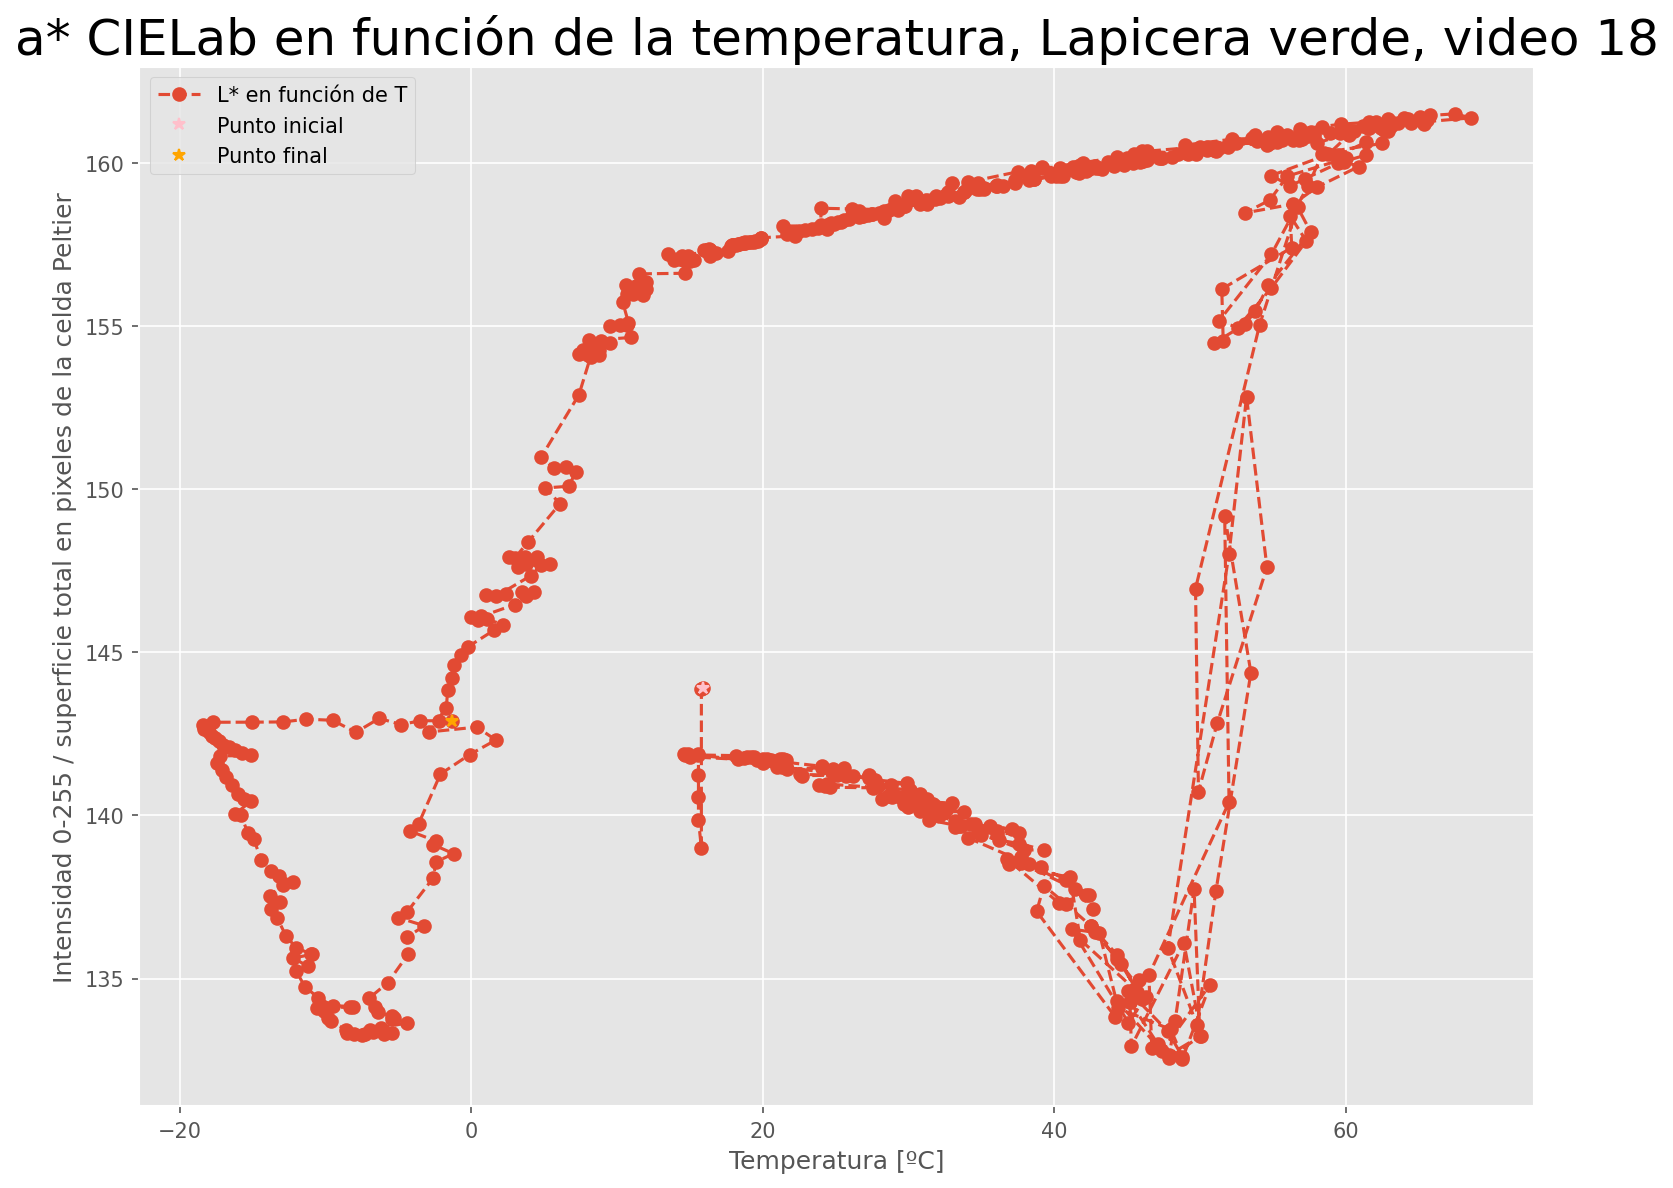 a* CIELab en función de la temperatura, Lapicera verde, video 18
L* en función de T
Punto inicial
Punto final
Intensidad 0-255 / superficie total en pixeles de la celda Peltier
160
155
150
145
140
135
−20
0
20
40
60
Temperatura [ºC]